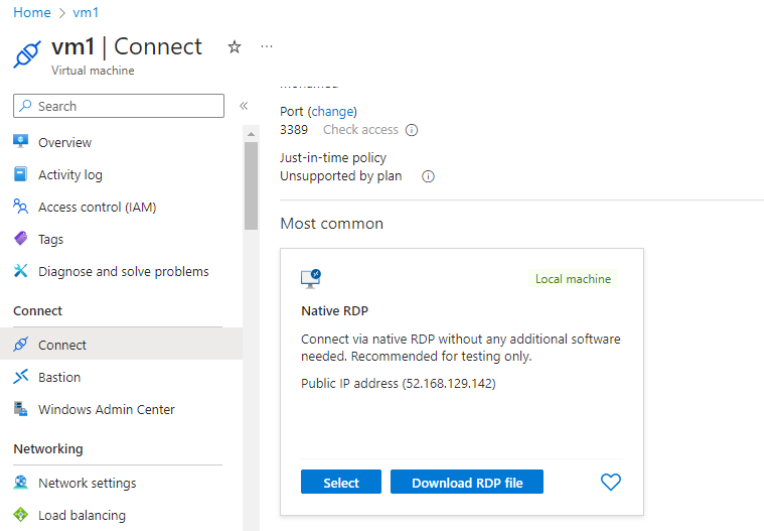 Home > vm1
vm1 | Connect
Virtual machine
Search
Overview
Activity log
Access control (IAM)
Tags
Diagnose and solve problems
Connect
Connect
Bastion
Windows Admin Center
Networking
Network settings
Load balancing
Port (change)
3389 Check access
Just-in-time policy
Unsupported by plan
Most common
Local machine
Native RDP
Connect via native RDP without any additional software
needed. Recommended for testing only.
Public IP address (52.168.129.142)
Select
Download RDP file